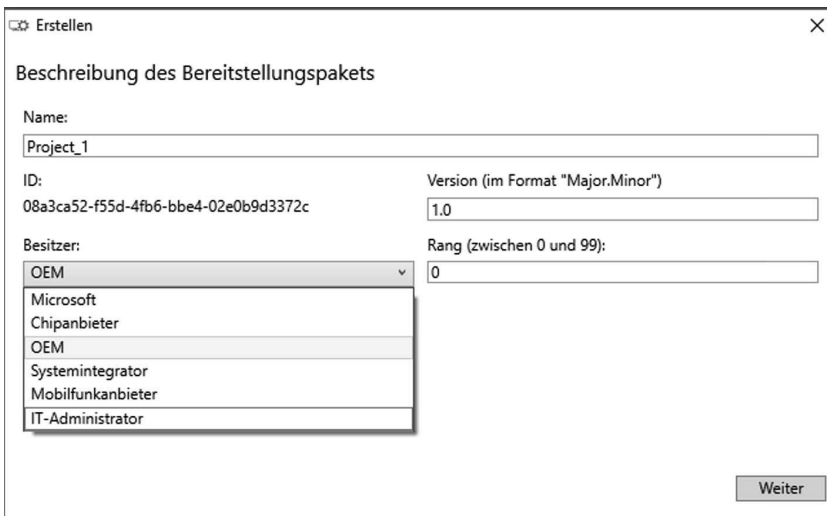 Erstellen
Beschreibung des Bereitstellungspakets
Name:
Project_1
ID:
08a3ca52-f55d-4fb6-bbe4-02e0b9d3372c
Version (im Format "Major.Minor")
1.0
Besitzer:
OEM
Rang (zwischen 0 und 99):
0
Microsoft
Chipanbieter
OEM
Systemintegrator
Mobilfunkanbieter
IT-Administrator
Weiter